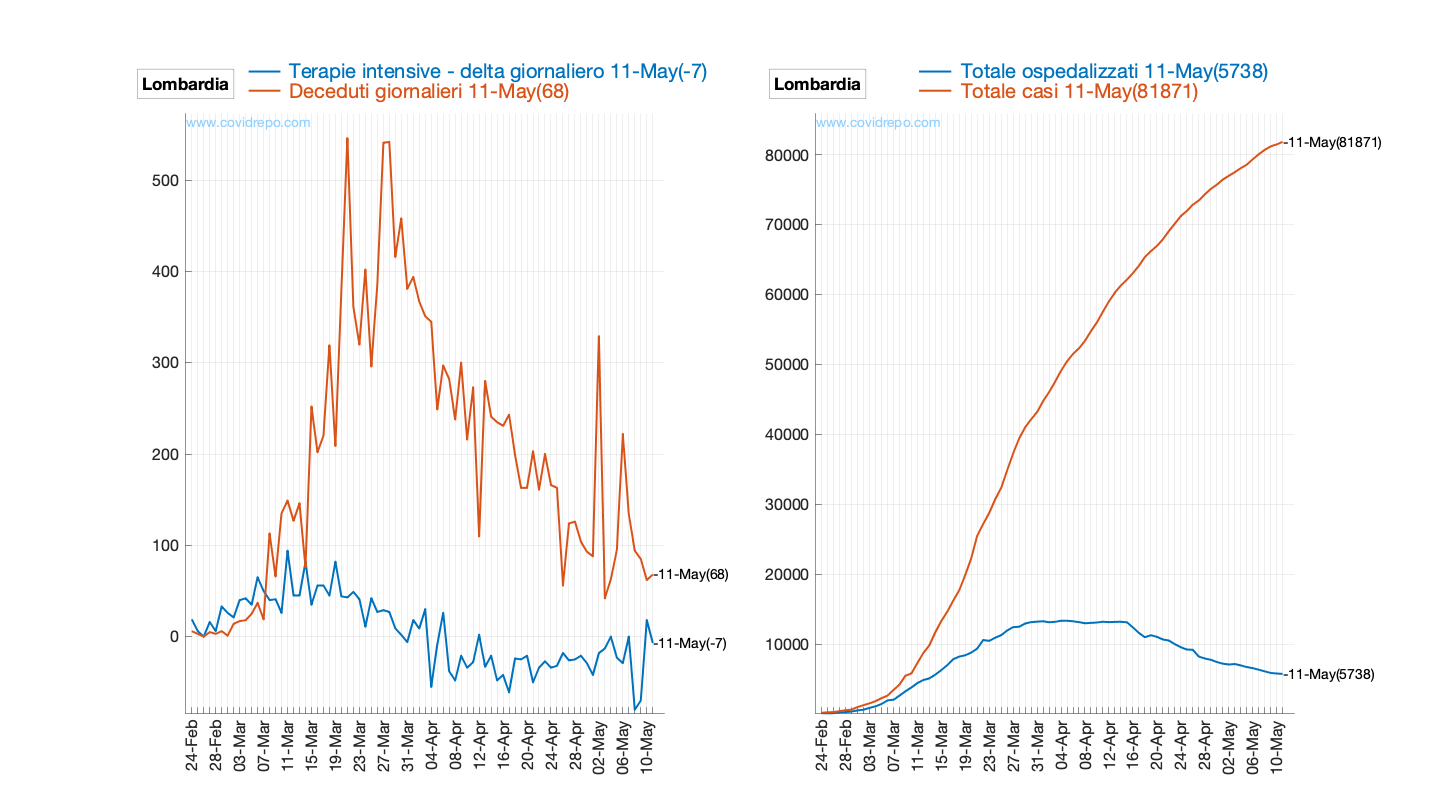 Lombardia
Terapie intensive - delta giornaliero 11-May(-7)
Deceduti giornalieri 11-May(68)
www.covidrepo.com
500
400
300
200
100
0
11-May(68)
11-May(-7)
24-Feb
28-Feb
03-Mar
07-Mar
11-Mar
15-Mar
19-Mar
23-Mar
27-Mar
31-Mar
04-Apr
08-Apr
12-Apr
16-Apr
20-Apr
24-Apr
28-Apr
02-May
06-May
10-May
Lombardia
Totale ospedalizzati 11-May(5738)
Totale casi 11-May(81871)
www.covidrepo.com
80000
70000
60000
50000
40000
30000
20000
10000
11-May(81871)
11-May(5738)
24-Feb
28-Feb
03-Mar
07-Mar
11-Mar
15-Mar
19-Mar
23-Mar
27-Mar
31-Mar
04-Apr
08-Apr
12-Apr
16-Apr
20-Apr
24-Apr
28-Apr
02-May
06-May
10-May